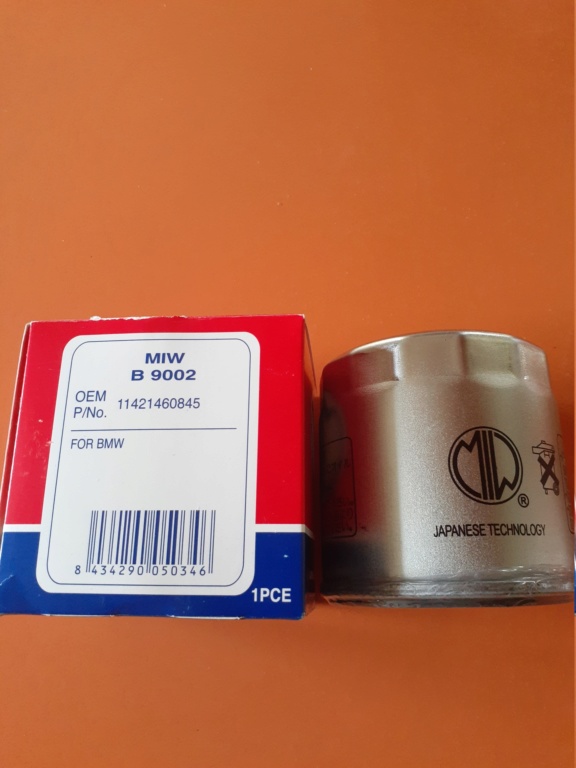 MIW
B 9002
OEM
P/No. 11421460845
FOR BMW
8 434290 050346
1PCE
MIW
®
JAPANESE TECHNOLOGY